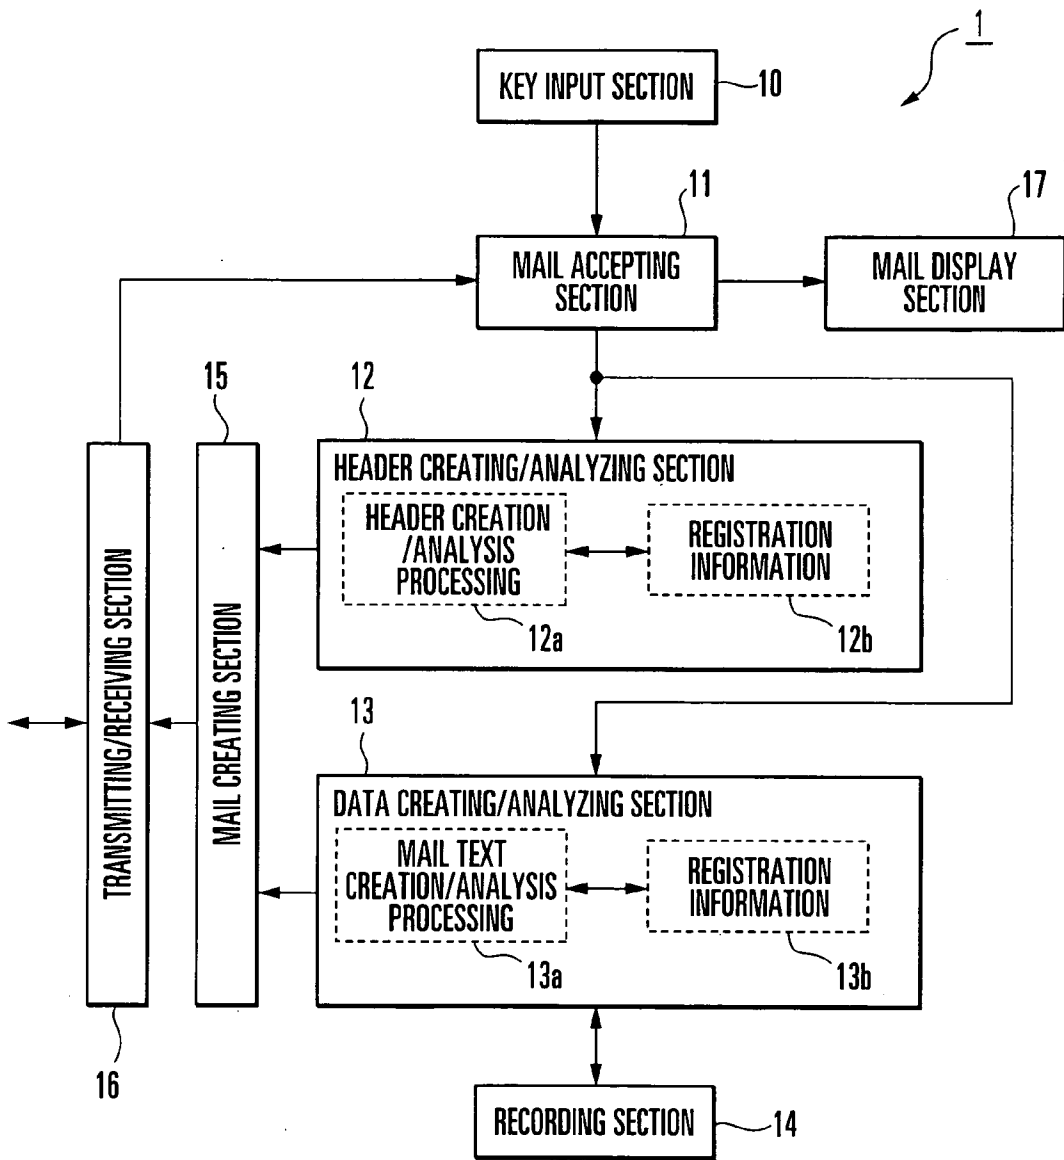 1
KEY INPUT SECTION
10
11
17
MAIL ACCEPTING
SECTION
MAIL DISPLAY
SECTION
15
12
HEADER CREATING/ANALYZING SECTION
HEADER CREATION
/ANALYSIS
PROCESSING
REGISTRATION
INFORMATION
12a
12b
TRANSMITTING/RECEIVING SECTION
MAIL CREATING SECTION
13
DATA CREATING/ANALYZING SECTION
MAIL TEXT
CREATION/ANALYSIS
PROCESSING
REGISTRATION
INFORMATION
13a
13b
16
RECORDING SECTION
14